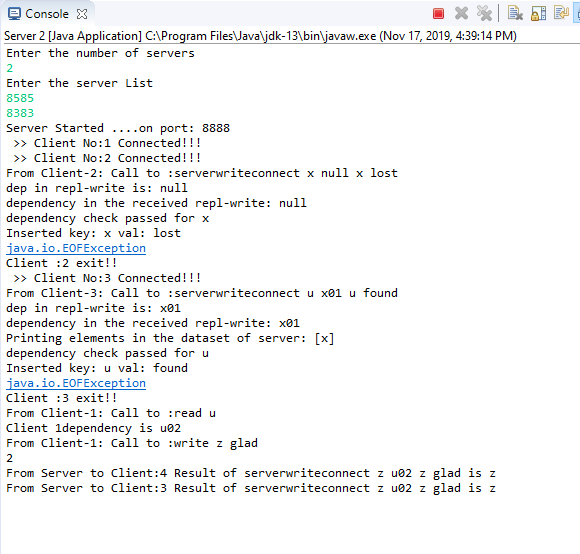 Console
Server 2 [Java Application] C:\Program Files\Java\jdk-13\bin\javaw.exe (Nov 17, 2019, 4:39:14 PM)
Enter the number of servers
2
Enter the server List
8585
8383
Server Started ....on port: 8888
>> Client No:1 Connected!!!
>> Client No:2 Connected!!!
From Client-2: Call to :serverwriteconnect x null x lost
dep in repl-write is: null
dependency in the received repl-write: null
dependency check passed for x
Inserted key: x val: lost
java.io.EOFException
Client :2 exit!!
>> Client No:3 Connected!!!
From Client-3: Call to :serverwriteconnect u x01 u found
dep in repl-write is: x01
dependency in the received repl-write: x01
Printing elements in the dataset of server: [x]
dependency check passed for u
Inserted key: u val: found
java.io.EOFException
Client :3 exit!!
From Client-1: Call to :read u
Client 1dependency is u02
From Client-1: Call to :write z glad
2
From Server to Client:4 Result of serverwriteconnect z u02 z glad is z
From Server to Client:3 Result of serverwriteconnect z u02 z glad is z